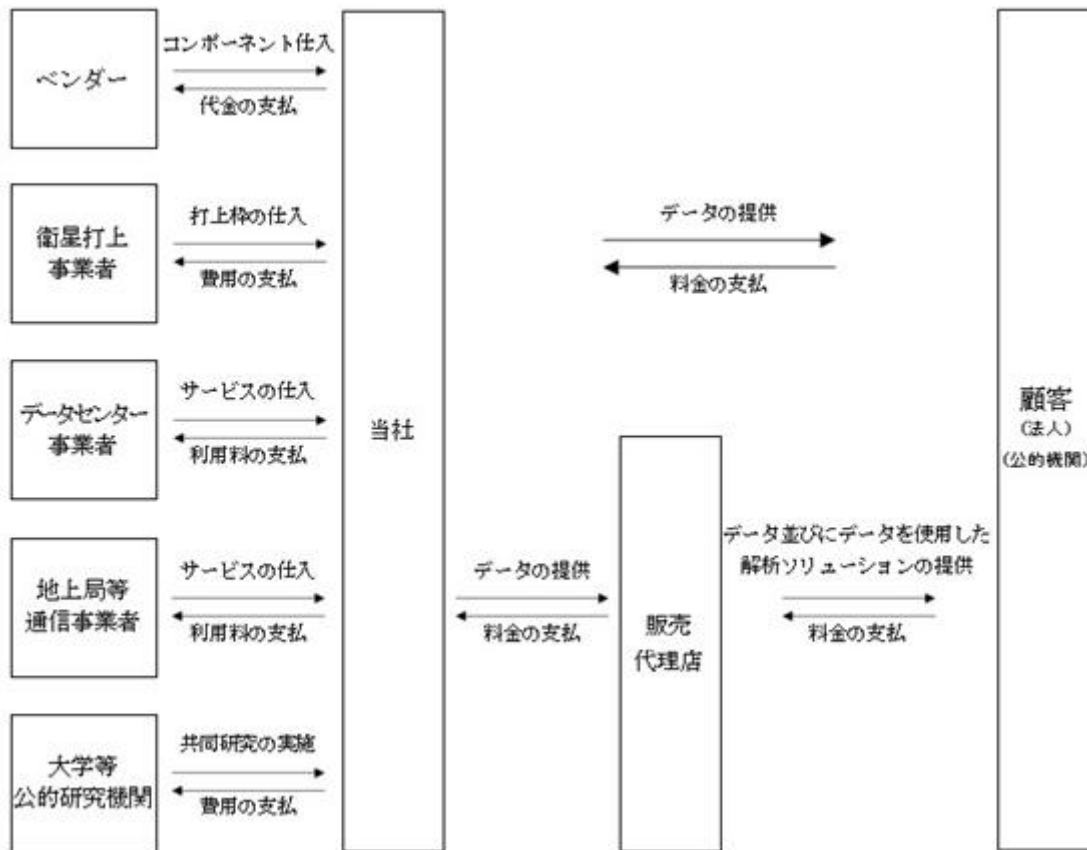 ベンダー
コンポーネント仕入
代金の支払
衛星打上
事業者
打上枠の仕入
費用の支払
データの提供
料金の支払
データセンター
事業者
サービスの仕入
利用料の支払
当社
顧客
(法人)
(公的機関)
地上局等
通信事業者
サービスの仕入
利用料の支払
データの提供
料金の支払
販売
代理店
データ並びにデータを使用した
解析ソリューションの提供
料金の支払
大学等
公的研究機関
共同研究の実施
費用の支払